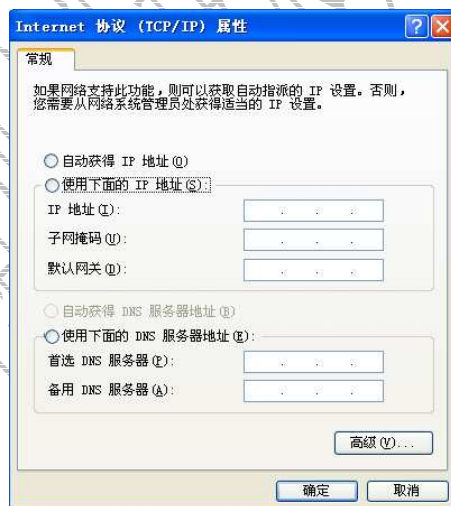 Internet 协议 (TCP/IP) 属性
常规
如果网络支持此功能,则可以获取自动指派的 IP 设置。否则,
您需要从网络系统管理员处获得适当的 IP 设置。
自动获得 IP 地址(O)
使用下面的 IP 地址(S):
IP 地址(I):
子网掩码(U):
默认网关(D):
自动获得 DNS 服务器地址(B)
使用下面的 DNS 服务器地址(E):
首选 DNS 服务器(P):
备用 DNS 服务器(A):
高级(V)...
确定 取消